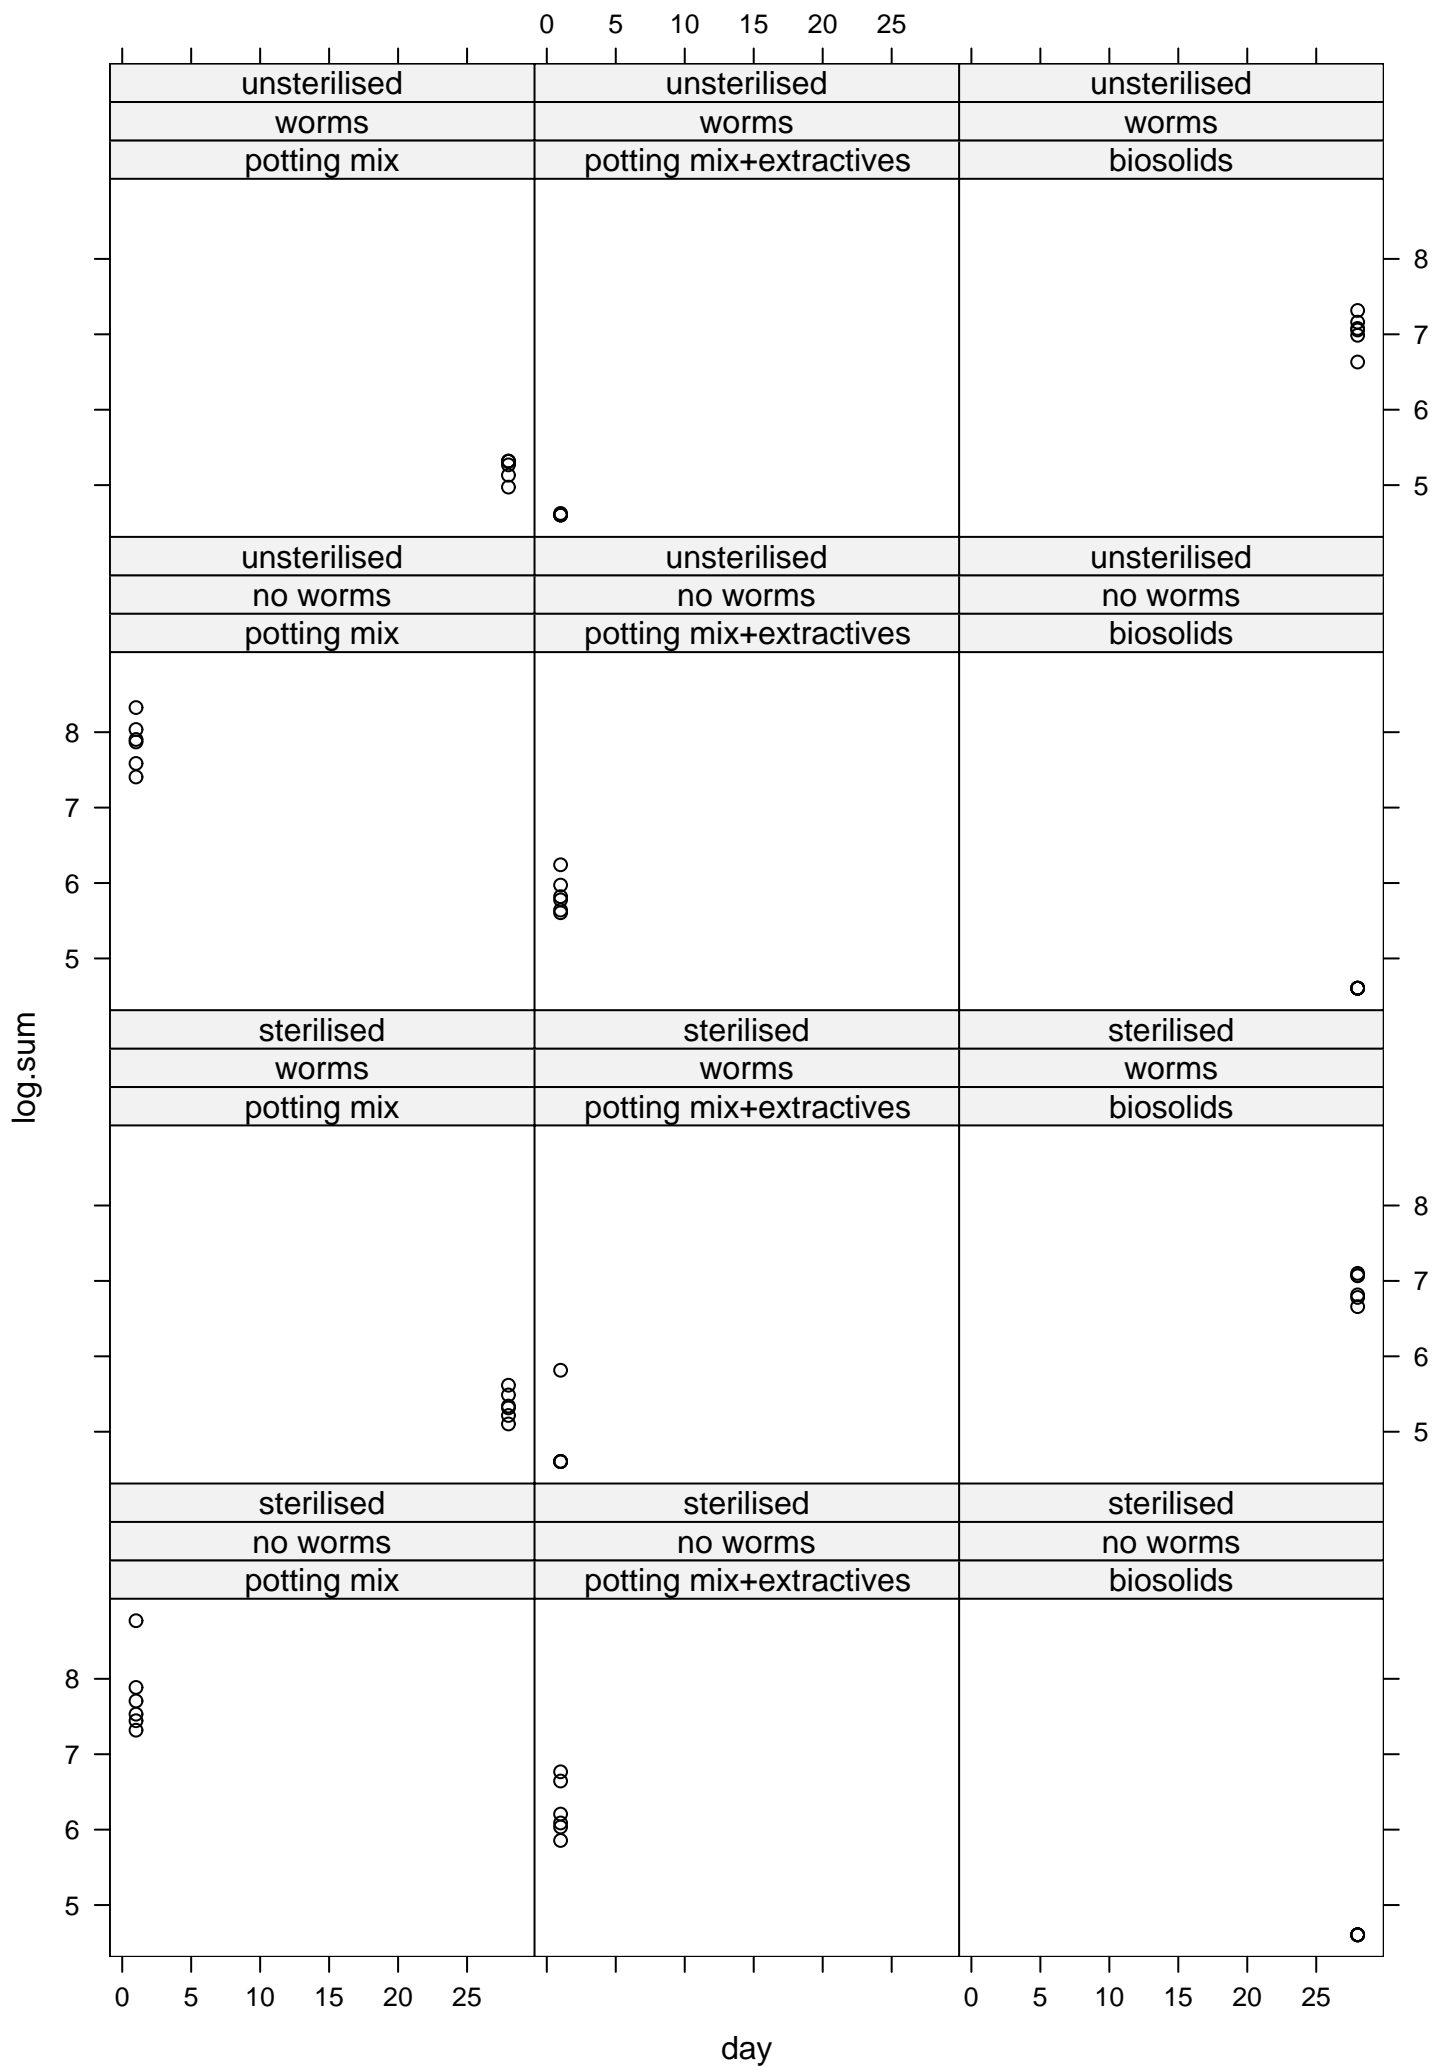 0 5 10 15 20 25
unsterilised unsterilised unsterilised
worms worms worms
potting mix potting mix+extractives biosolids
8
7
6
5
unsterilised unsterilised unsterilised
no worms no worms no worms
potting mix potting mix+extractives biosolids
8
7
6
5
log.sum
sterilised sterilised sterilised
worms worms worms
potting mix potting mix+extractives biosolids
8
7
6
5
sterilised sterilised sterilised
no worms no worms no worms
potting mix potting mix+extractives biosolids
8
7
6
5
0 5 10 15 20 25 0 5 10 15 20 25
day